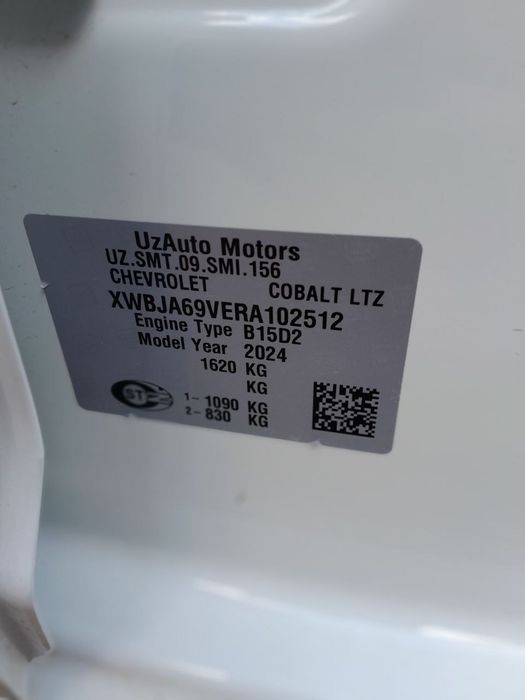 UzAuto Motors
UZ.SMT.09.SMI.156
CHEVROLET COBALT LTZ
XWBJA69VERA102512
Engine Type B15D2
Model Year 2024
1620 KG
KG
ST
1- 1090 KG
2- 830 KG